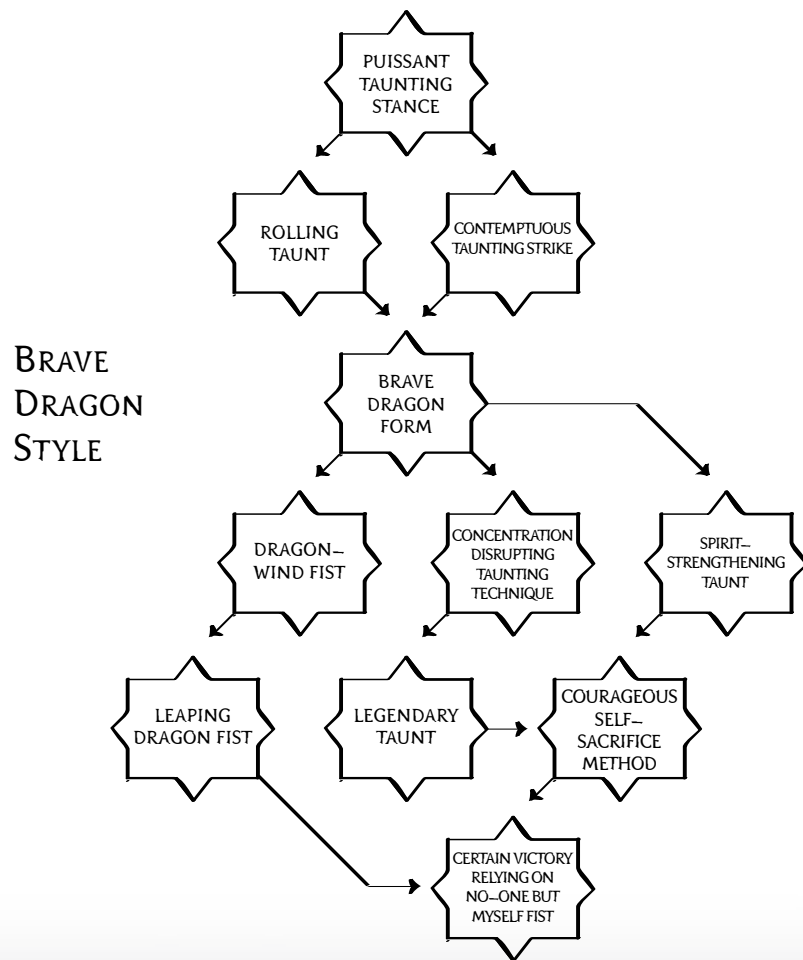 PUISSANT
TAUNTING
STANCE
ROLLING
TAUNT
CONTEMPTUOUS
TAUNTING STRIKE
BRAVE
DRAGON
STYLE
BRAVE
DRAGON
FORM
DRAGON–
WIND FIST
CONCENTRATION
DISRUPTING
TAUNTING
TECHNIQUE
SPIRIT–
STRENGTHENING
TAUNT
LEAPING
DRAGON FIST
LEGENDARY
TAUNT
COURAGEOUS
SELF–
SACRIFICE
METHOD
CERTAIN VICTORY
RELYING ON
NO–ONE BUT
MYSELF FIST